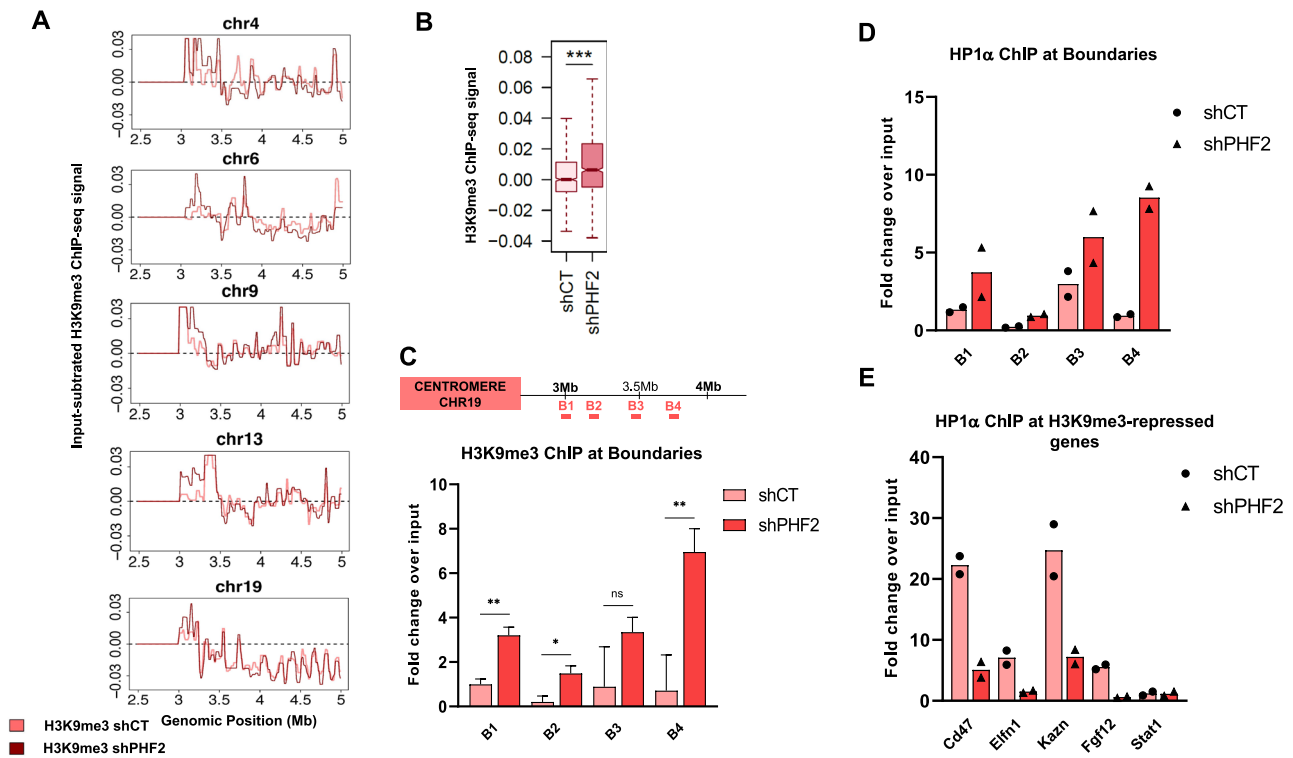 A
chr4
0.03
0.00
−0.03
2.5 3 3.5 4 4.5 5
chr6
0.03
0.00
−0.03
2.5 3 3.5 4 4.5 5
chr9
0.03
0.00
−0.03
2.5 3 3.5 4 4.5 5
chr13
0.03
0.00
−0.03
2.5 3 3.5 4 4.5 5
chr19
0.03
0.00
−0.03
2.5 3 3.5 4 4.5 5
Input-subtrated H3K9me3 ChIP-seq signal
Genomic Position (Mb)
H3K9me3 shCT
H3K9me3 shPHF2
B
H3K9me3 ChIP-seq signal
0.08
0.06
0.04
0.02
0.00
−0.02
−0.04
***
shCT
shPHF2
C
CENTROMERE
CHR19
3Mb 3.5Mb 4Mb
B1 B2 B3 B4
H3K9me3 ChIP at Boundaries
Fold change over input
10
8
6
4
2
0
** * ns **
B1 B2 B3 B4
shCT
shPHF2
D
HP1α ChIP at Boundaries
Fold change over input
15
10
5
0
B1 B2 B3 B4
shCT
shPHF2
E
HP1α ChIP at H3K9me3-repressed
genes
Fold change over input
40
30
20
10
0
Cd47 Elfn1 Kazn Fgf12 Stat1
shCT
shPHF2